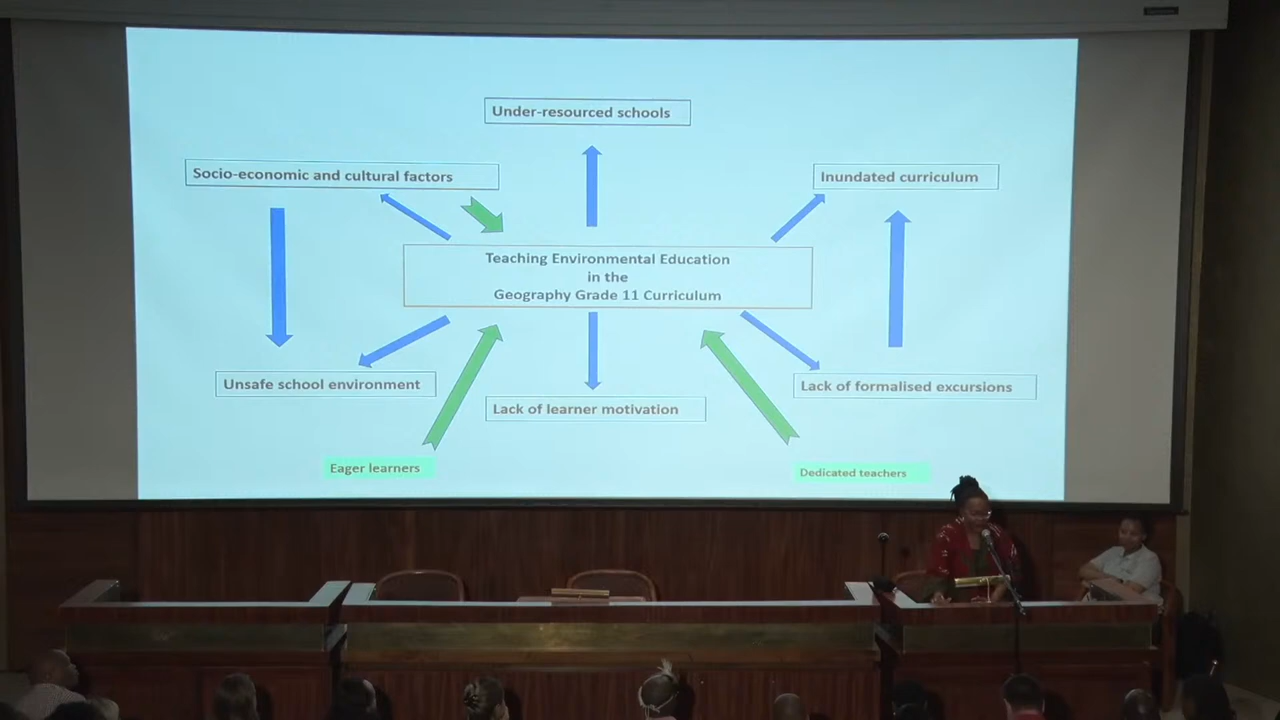 Under-resourced schools
Socio-economic and cultural factors
Inundated curriculum
Teaching Environmental Education
in the
Geography Grade 11 Curriculum
Unsafe school environment
Lack of learner motivation
Lack of formalised excursions
Eager learners
Dedicated teachers